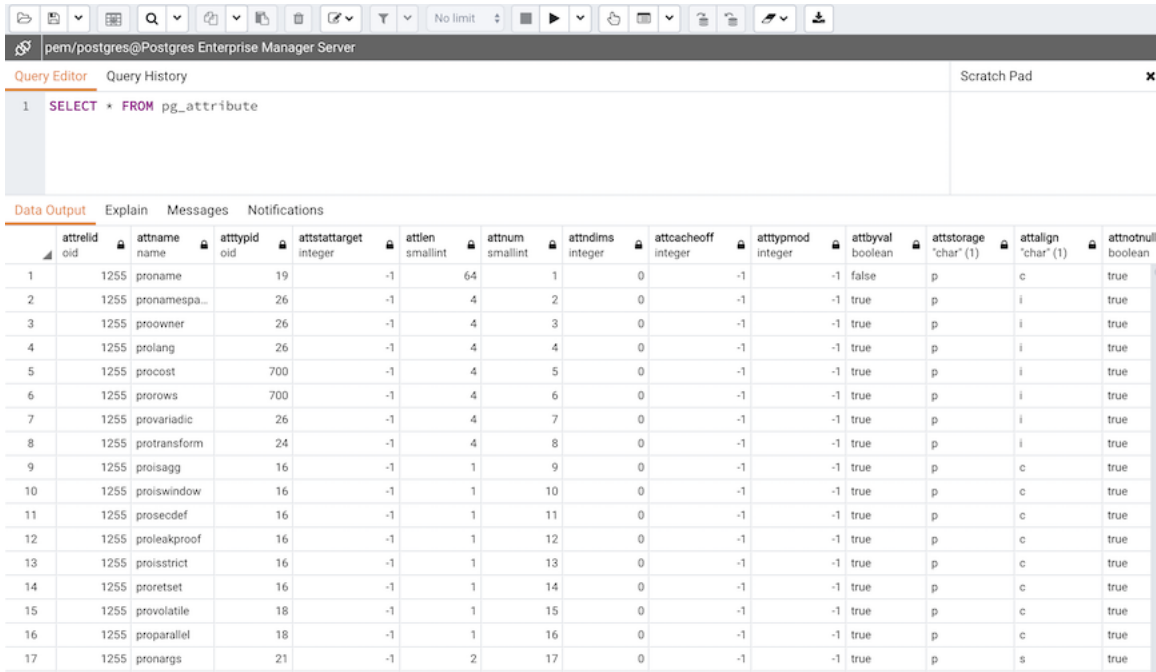 No limit
pem/postgres@Postgres Enterprise Manager Server
Query Editor Query History Scratch Pad
1 SELECT * FROM pg_attribute
Data Output Explain Messages Notifications
attrelid attname atttypid attstattarget attlen attnum attndims attcacheoff atttypmod attbyval attstorage attalign attnotnull
oid name oid integer smallint smallint integer integer integer boolean "char" (1) "char" (1) boolean
1 1255 proname 19 -1 64 1 0 -1 -1 false p c true
2 1255 pronamespa... 26 -1 4 2 0 -1 -1 true p i true
3 1255 proowner 26 -1 4 3 0 -1 -1 true p i true
4 1255 prolang 26 -1 4 4 0 -1 -1 true p i true
5 1255 procost 700 -1 4 5 0 -1 -1 true p i true
6 1255 prorows 700 -1 4 6 0 -1 -1 true p i true
7 1255 provariadic 26 -1 4 7 0 -1 -1 true p i true
8 1255 protransform 24 -1 4 8 0 -1 -1 true p i true
9 1255 proisagg 16 -1 1 9 0 -1 -1 true p c true
10 1255 proiswindow 16 -1 1 10 0 -1 -1 true p c true
11 1255 prosecdef 16 -1 1 11 0 -1 -1 true p c true
12 1255 proleakproof 16 -1 1 12 0 -1 -1 true p c true
13 1255 proisstrict 16 -1 1 13 0 -1 -1 true p c true
14 1255 proretset 16 -1 1 14 0 -1 -1 true p c true
15 1255 provolatile 18 -1 1 15 0 -1 -1 true p c true
16 1255 proparallel 18 -1 1 16 0 -1 -1 true p c true
17 1255 pronargs 21 -1 2 17 0 -1 -1 true p s true